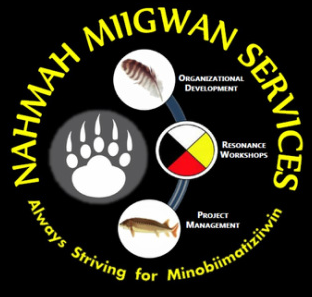 NAHMAH MIIGWAN SERVICES
ORGANIZATIONAL
DEVELOPMENT
RESONANCE
WORKSHOPS
PROJECT
MANAGEMENT
Always Striving for Minobiimatiziiwin